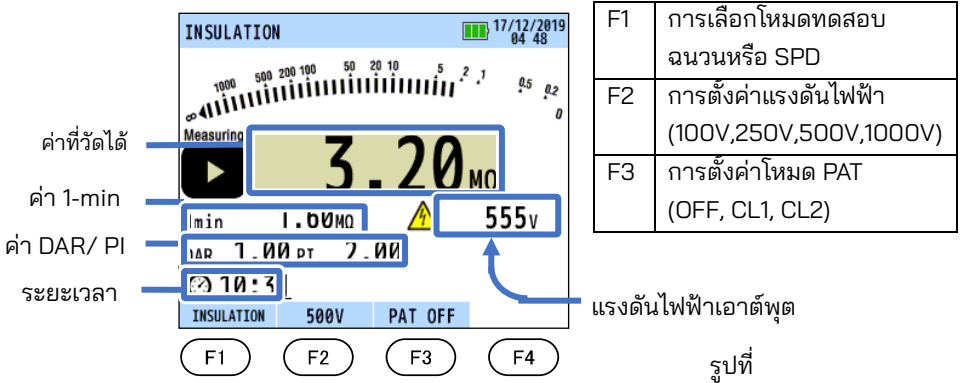 INSULATION
17/12/2019
04 48
∞ 1000 500 200 100 50 20 10 5 2 1 0.5 0.2 0
Measuring
3.20MΩ
1min 1.60MΩ
555V
DAR 1.00 PI 2.00
10:3
INSULATION 500V PAT OFF
F1 F2 F3 F4
ค่าที่วัดได้
ค่า 1-min
ค่า DAR/ PI
ระยะเวลา
แรงดันไฟฟ้าเอาต์พุต
รูปที่
F1 การเลือกโหมดทดสอบ
ฉนวนหรือ SPD
F2 การตั้งค่าแรงดันไฟฟ้า
(100V,250V,500V,1000V)
F3 การตั้งค่าโหมด PAT
(OFF, CL1, CL2)